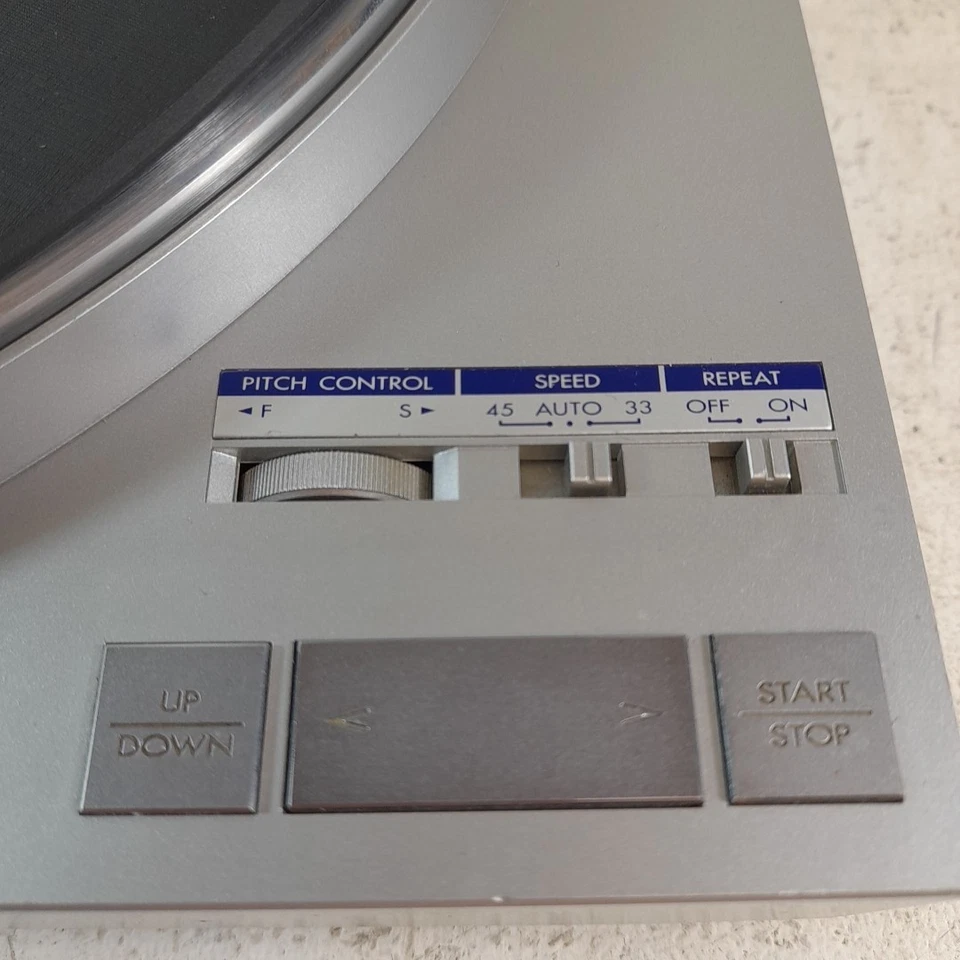 PITCH CONTROL SPEED REPEAT
◄ F S ► 45 AUTO 33 OFF ON
UP
DOWN
< >
START
STOP